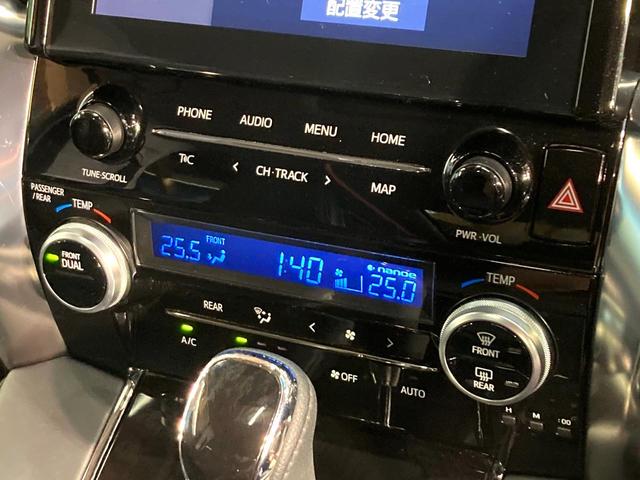 配置変更
PHONE AUDIO MENU HOME
TUNE·SCROLL
T·C ‹ CH·TRACK › MAP
PWR·VOL
PASSENGER
/REAR
TEMP
TEMP
FRONT
DUAL
25.5 FRONT 1:40 nanoe 25.0
REAR
FRONT
REAR
A/C
OFF
AUTO
H M :00